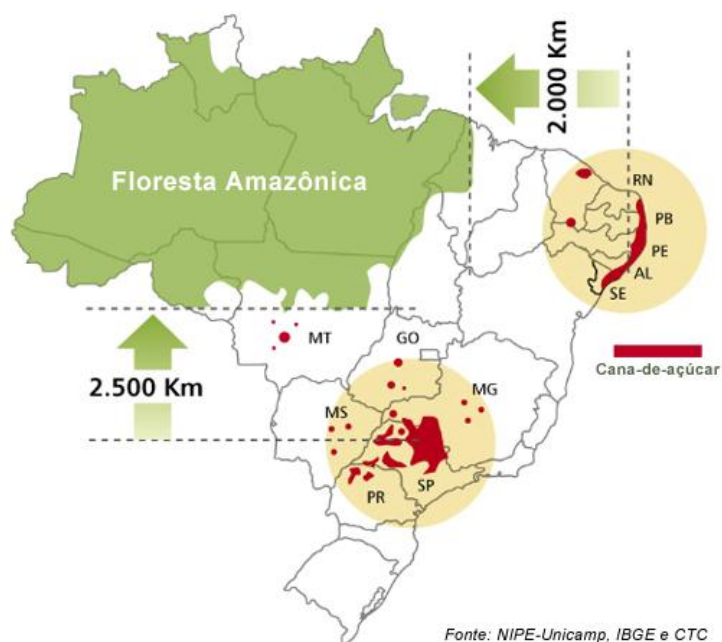 2.000 Km
Floresta Amazônica
RN
PB
PE
AL
SE
MT
GO
Cana-de-açúcar
2.500 Km
MS
MG
PR
SP
Fonte: NIPE-Unicamp, IBGE e CTC